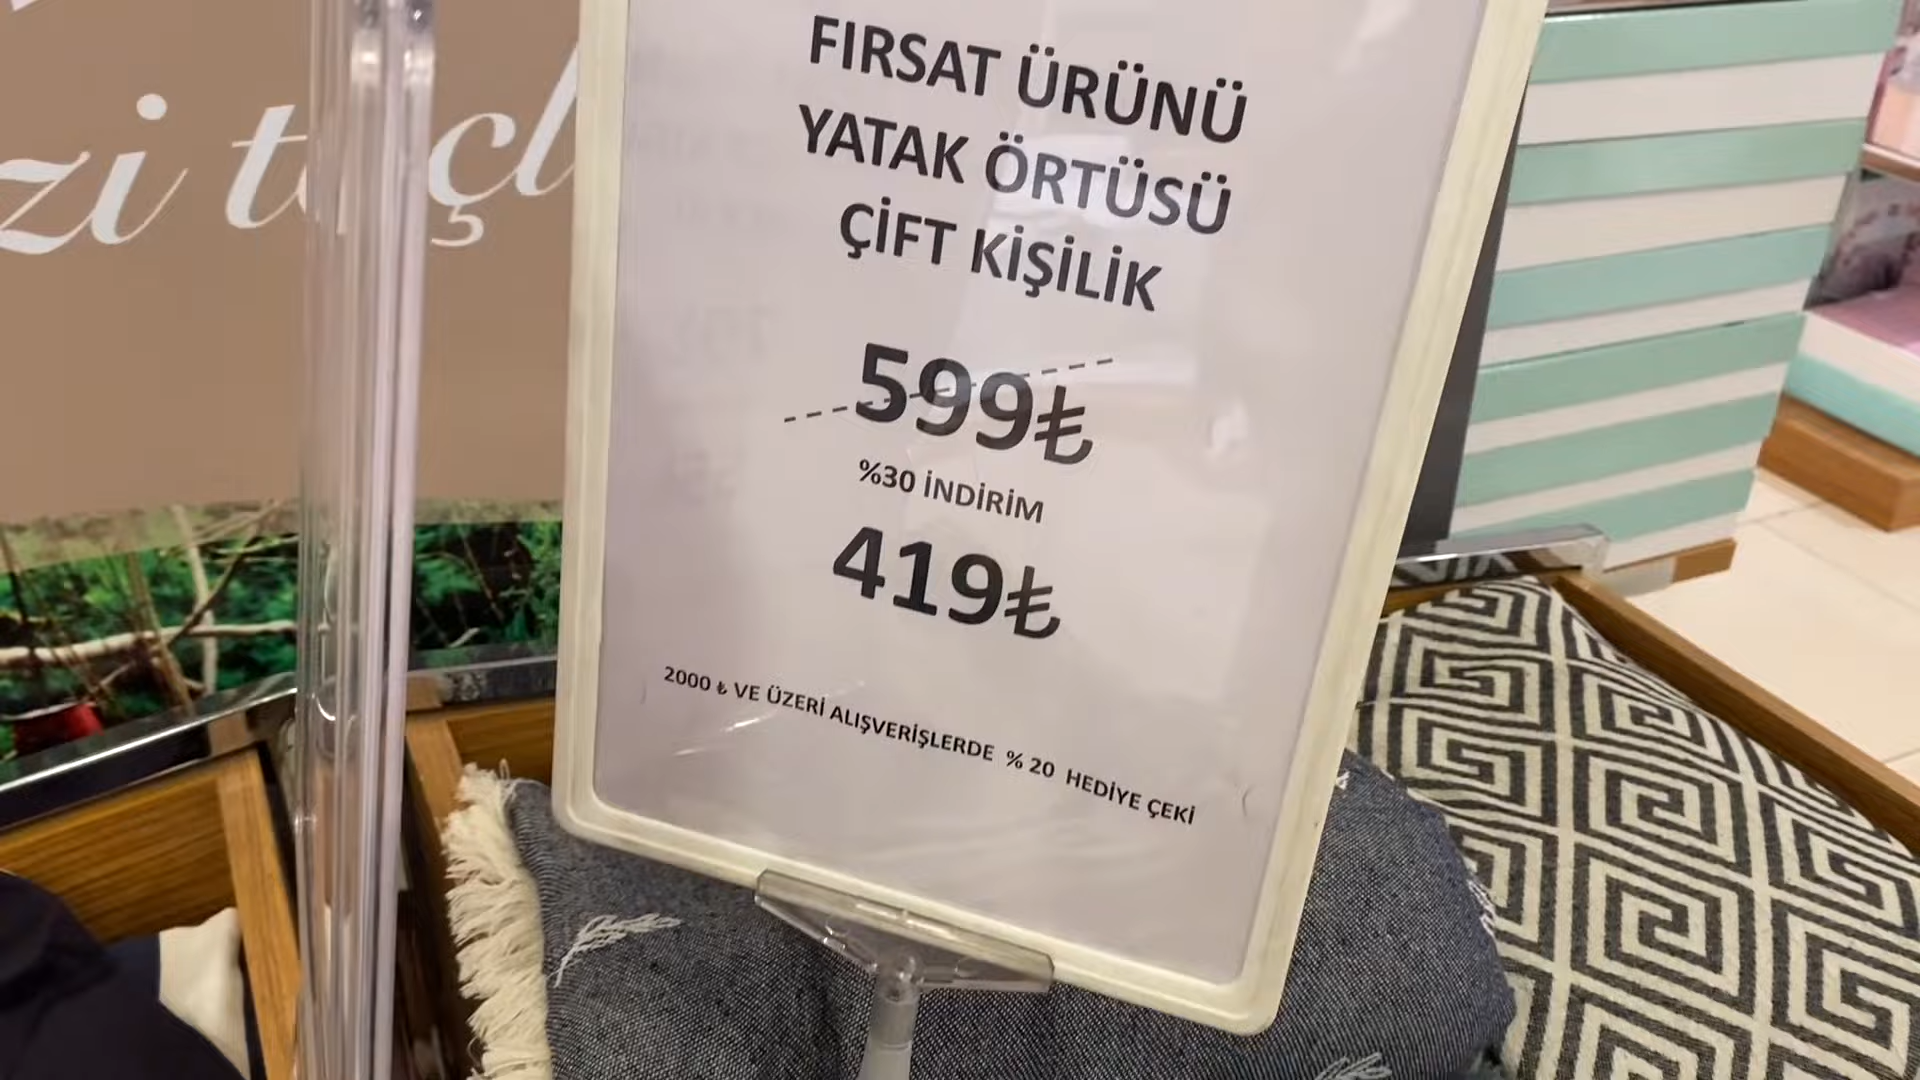 FIRSAT ÜRÜNÜ
YATAK ÖRTÜSÜ
ÇİFT KİŞİLİK
599₺
%30 İNDİRİM
419₺
2000 ₺ VE ÜZERİ ALIŞVERİŞLERDE % 20 HEDİYE ÇEKİ